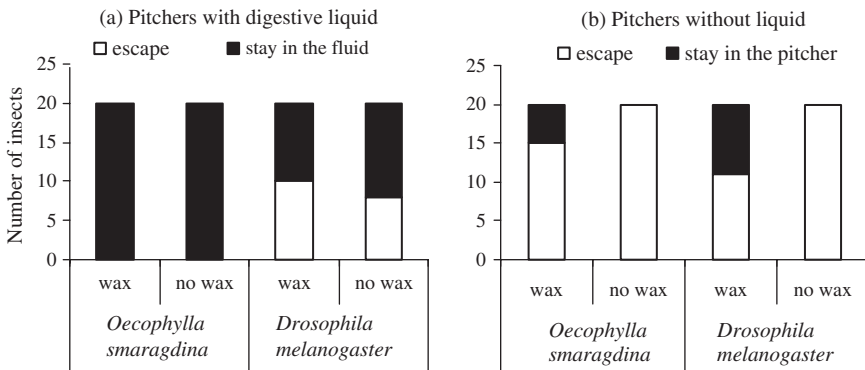 (a) Pitchers with digestive liquid
escape stay in the fluid
25
20
15
10
5
0
Number of insects
wax no wax wax no wax
Oecophylla smaragdina
Drosophila melanogaster
(b) Pitchers without liquid
escape stay in the pitcher
25
20
15
10
5
0
wax no wax wax no wax
Oecophylla smaragdina
Drosophila melanogaster